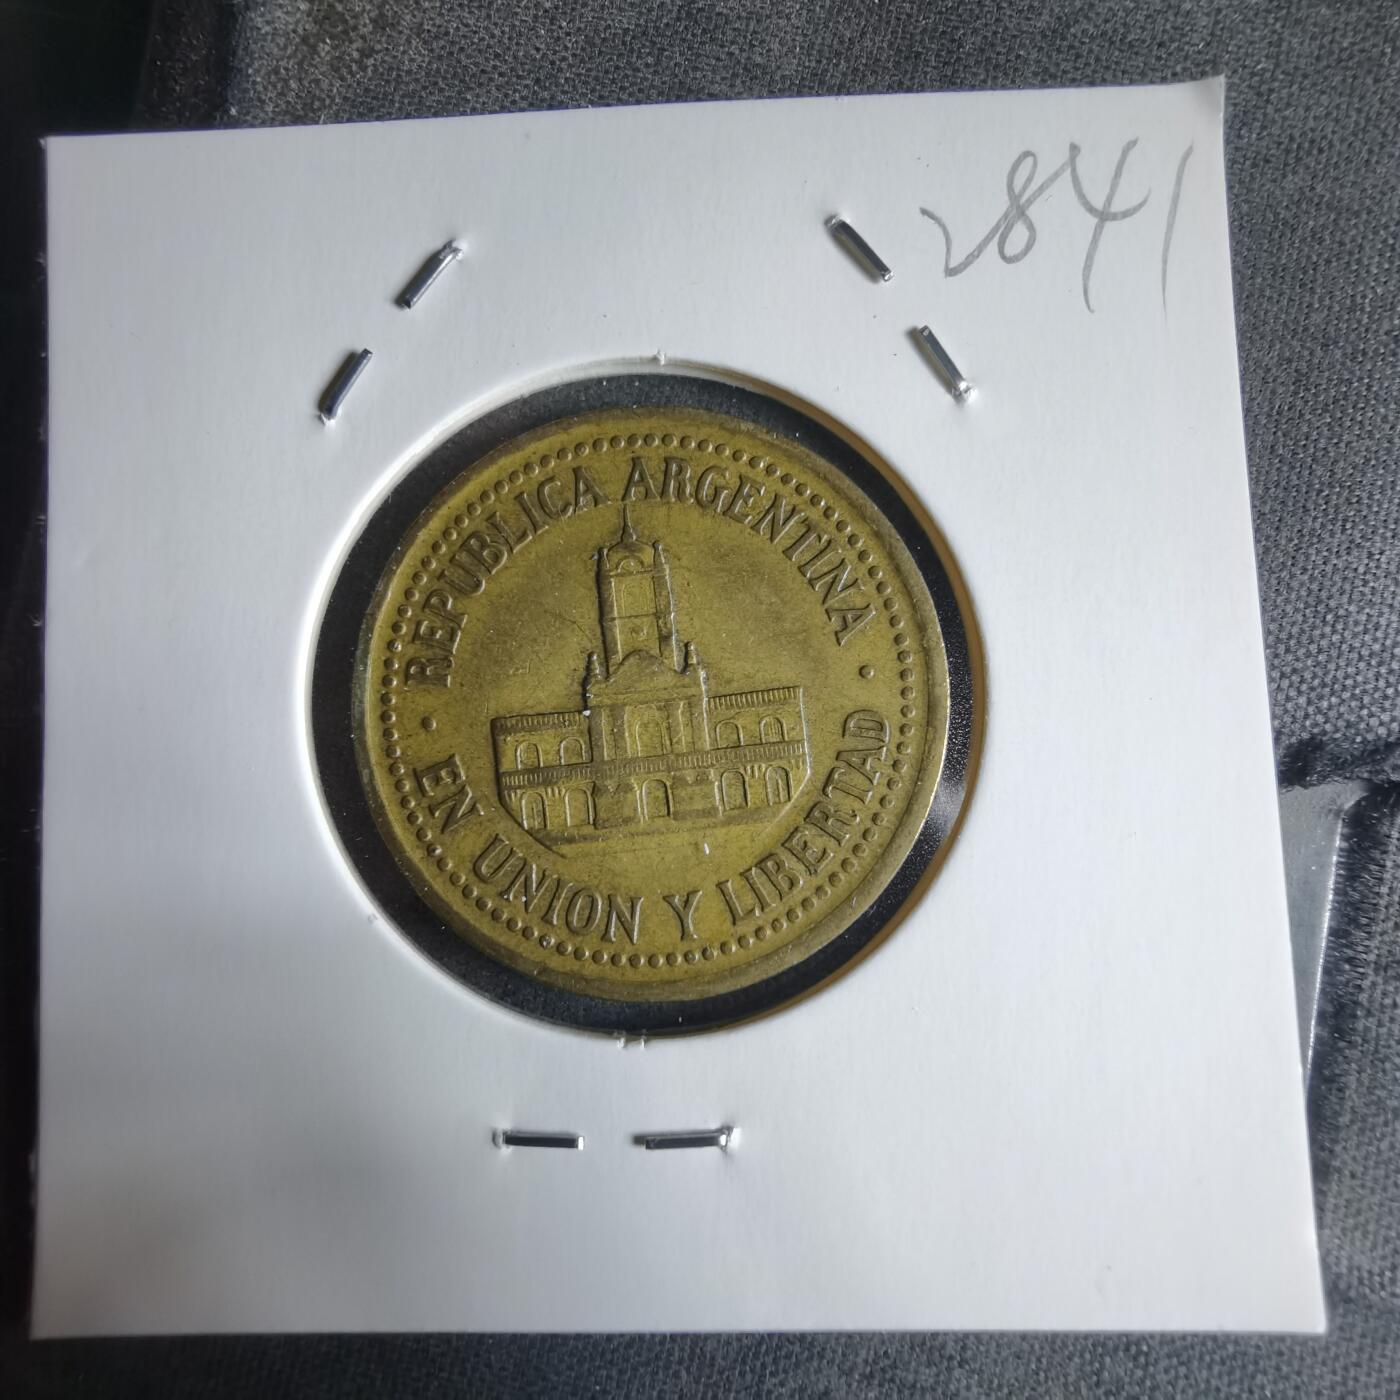 2841
· REPUBLICA ARGENTINA ·
EN UNION Y LIBERTAD